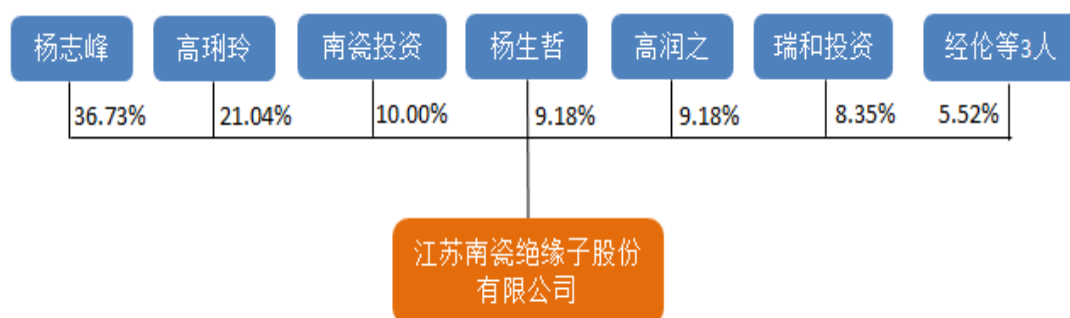 杨志峰
高琍玲
南瓷投资
杨生哲
高润之
瑞和投资
经伦等3人
36.73%
21.04%
10.00%
9.18%
9.18%
8.35%
5.52%
江苏南瓷绝缘子股份
有限公司